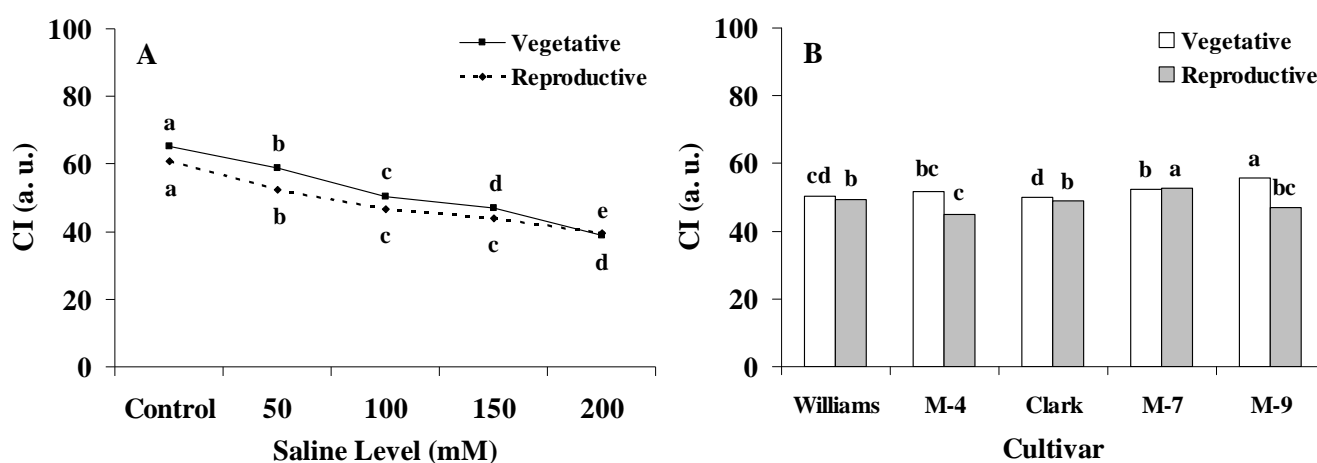 A
Vegetative
Reproductive
CI (a. u.)
100
80
60
40
20
0
a
b
c
d
e
a
b
c
c
d
Control 50 100 150 200
Saline Level (mM)
B
Vegetative
Reproductive
CI (a. u.)
100
80
60
40
20
0
cd b bc c d b b a a bc
Williams M-4 Clark M-7 M-9
Cultivar